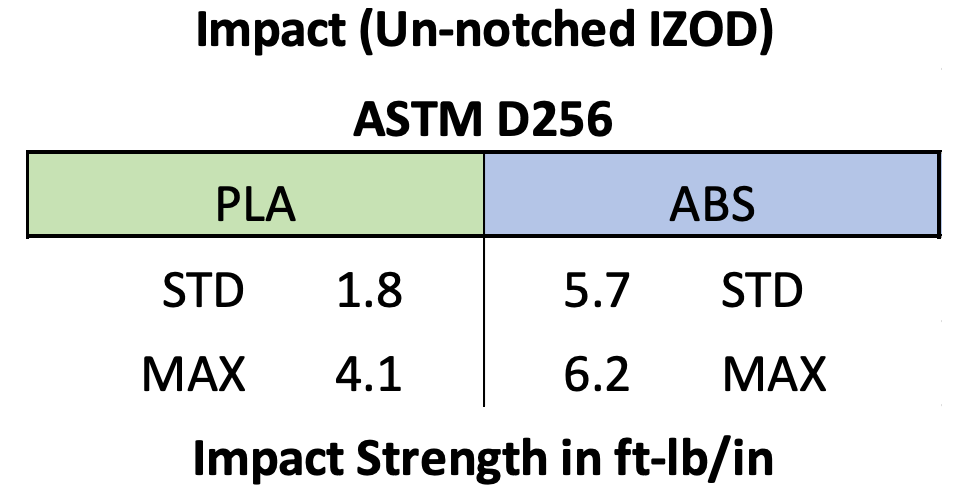 Impact (Un-notched IZOD)
ASTM D256
PLA ABS
STD 1.8 5.7 STD
MAX 4.1 6.2 MAX
Impact Strength in ft-lb/in